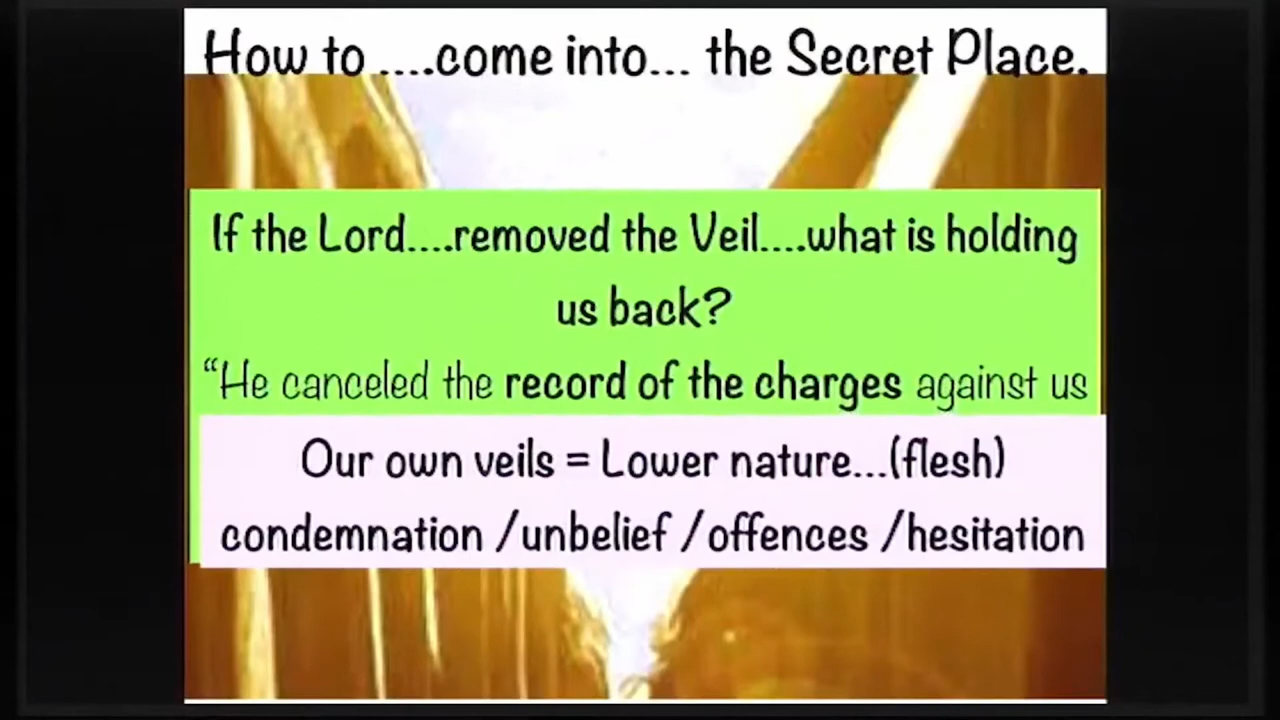 How to ....come into... the Secret Place.
If the Lord....removed the Veil....what is holding
us back?
“He canceled the record of the charges against us
Our own veils = Lower nature...(flesh)
condemnation /unbelief /offences /hesitation